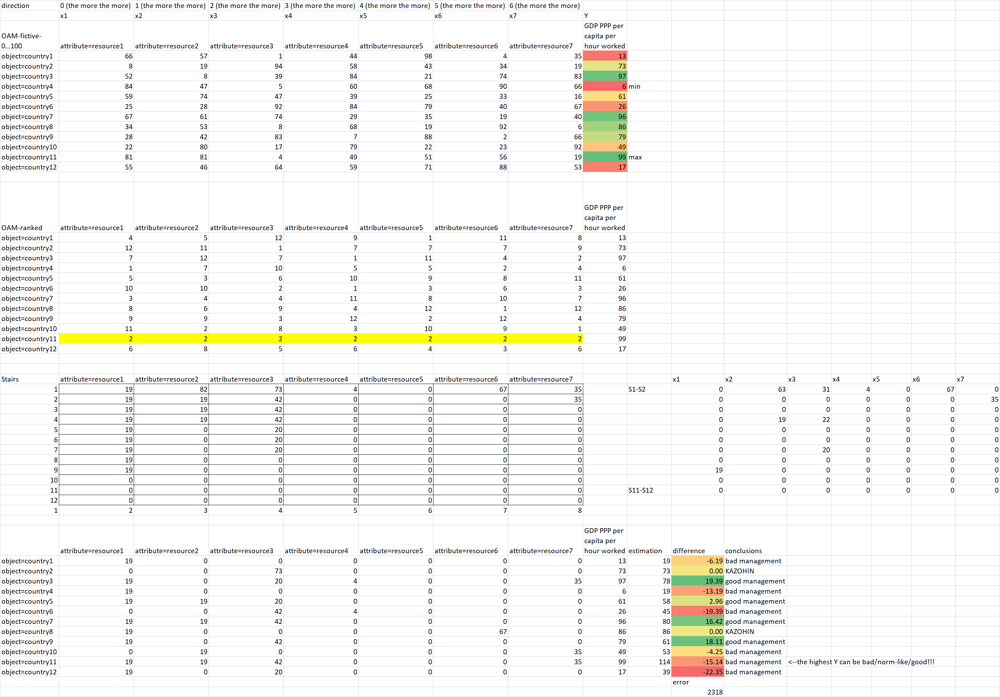 direction 0 (the more the more) 1 (the more the more) 2 (the more the more) 3 (the more the more) 4 (the more the more) 5 (the more the more) 6 (the more the more)
x1 x2 x3 x4 x5 x6 x7 Y
OAM-fictive-0...100 attribute=resource1 attribute=resource2 attribute=resource3 attribute=resource4 attribute=resource5 attribute=resource6 attribute=resource7 GDP PPP per capita per hour worked
object=country1 66 57 1 44 98 4 35 13
object=country2 8 19 94 58 43 34 19 73
object=country3 52 8 39 84 21 74 83 97
object=country4 84 47 5 60 68 90 66 6 min
object=country5 59 74 47 39 25 33 16 61
object=country6 25 28 92 84 79 40 67 26
object=country7 67 61 74 29 35 19 40 96
object=country8 34 53 8 68 19 92 6 86
object=country9 28 42 83 7 88 2 66 79
object=country10 22 80 17 79 22 23 92 49
object=country11 81 81 4 49 51 56 19 99 max
object=country12 55 46 64 59 71 88 53 17
OAM-ranked attribute=resource1 attribute=resource2 attribute=resource3 attribute=resource4 attribute=resource5 attribute=resource6 attribute=resource7 GDP PPP per capita per hour worked
object=country1 4 5 12 9 1 11 8 13
object=country2 12 11 1 7 7 7 9 73
object=country3 7 12 7 1 11 4 2 97
object=country4 1 7 10 5 5 2 4 6
object=country5 5 3 6 10 9 8 11 61
object=country6 10 10 2 1 3 6 3 26
object=country7 3 4 4 11 8 10 7 96
object=country8 8 6 9 4 12 1 12 86
object=country9 9 9 3 12 2 12 4 79
object=country10 11 2 8 3 10 9 1 49
object=country11 2 2 2 2 2 2 2 99
object=country12 6 8 5 6 4 3 6 17
Stairs attribute=resource1 attribute=resource2 attribute=resource3 attribute=resource4 attribute=resource5 attribute=resource6 attribute=resource7 x1 x2 x3 x4 x5 x6 x7
1 19 82 73 4 0 67 35 S1-S2 0 63 31 4 0 67 0
2 19 19 42 0 0 0 35 0 0 0 0 0 0 35
3 19 19 42 0 0 0 0 0 0 0 0 0 0 0
4 19 19 42 0 0 0 0 0 19 22 0 0 0 0
5 19 0 20 0 0 0 0 0 0 0 0 0 0 0
6 19 0 20 0 0 0 0 0 0 0 0 0 0 0
7 19 0 20 0 0 0 0 0 0 20 0 0 0 0
8 19 0 0 0 0 0 0 0 0 0 0 0 0 0
9 19 0 0 0 0 0 0 19 0 0 0 0 0 0
10 0 0 0 0 0 0 0 0 0 0 0 0 0 0
11 0 0 0 0 0 0 0 S11-S12 0 0 0 0 0 0 0
12 0 0 0 0 0 0 0
1 2 3 4 5 6 7 8
attribute=resource1 attribute=resource2 attribute=resource3 attribute=resource4 attribute=resource5 attribute=resource6 attribute=resource7 GDP PPP per capita per hour worked estimation difference conclusions
object=country1 19 0 0 0 0 0 0 13 19 -6.19 bad management
object=country2 0 0 73 0 0 0 0 73 73 0.00 KAZOHIN
object=country3 19 0 20 4 0 0 35 97 78 19.39 good management
object=country4 19 0 0 0 0 0 0 6 19 -13.19 bad management
object=country5 19 19 20 0 0 0 0 61 58 2.96 good management
object=country6 0 0 42 4 0 0 0 26 45 -19.39 bad management
object=country7 19 19 42 0 0 0 0 96 80 16.42 good management
object=country8 19 0 0 0 0 67 0 86 86 0.00 KAZOHIN
object=country9 19 0 42 0 0 0 0 79 61 18.11 good management
object=country10 0 19 0 0 0 0 35 49 53 -4.25 bad management
object=country11 19 19 42 0 0 0 35 99 114 -15.14 bad management <--the highest Y can be bad/norm-like/good!!!
object=country12 19 0 20 0 0 0 0 17 39 -22.35 bad management
error
2318